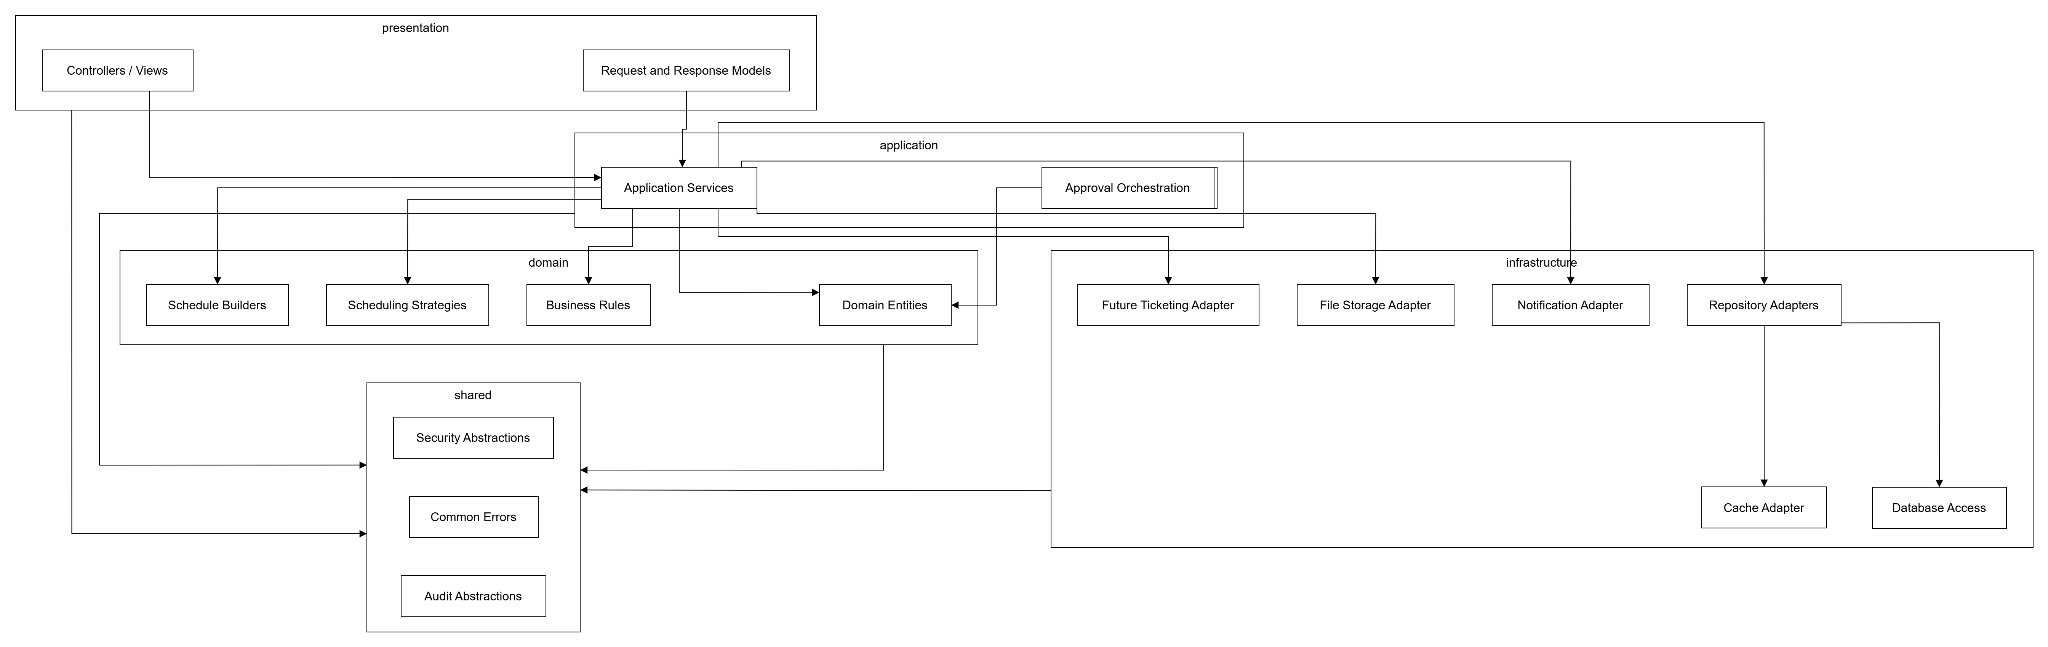 presentation
Controllers / Views
Request and Response Models
application
Application Services
Approval Orchestration
domain
Schedule Builders
Scheduling Strategies
Business Rules
Domain Entities
infrastructure
Future Ticketing Adapter
File Storage Adapter
Notification Adapter
Repository Adapters
Cache Adapter
Database Access
shared
Security Abstractions
Common Errors
Audit Abstractions